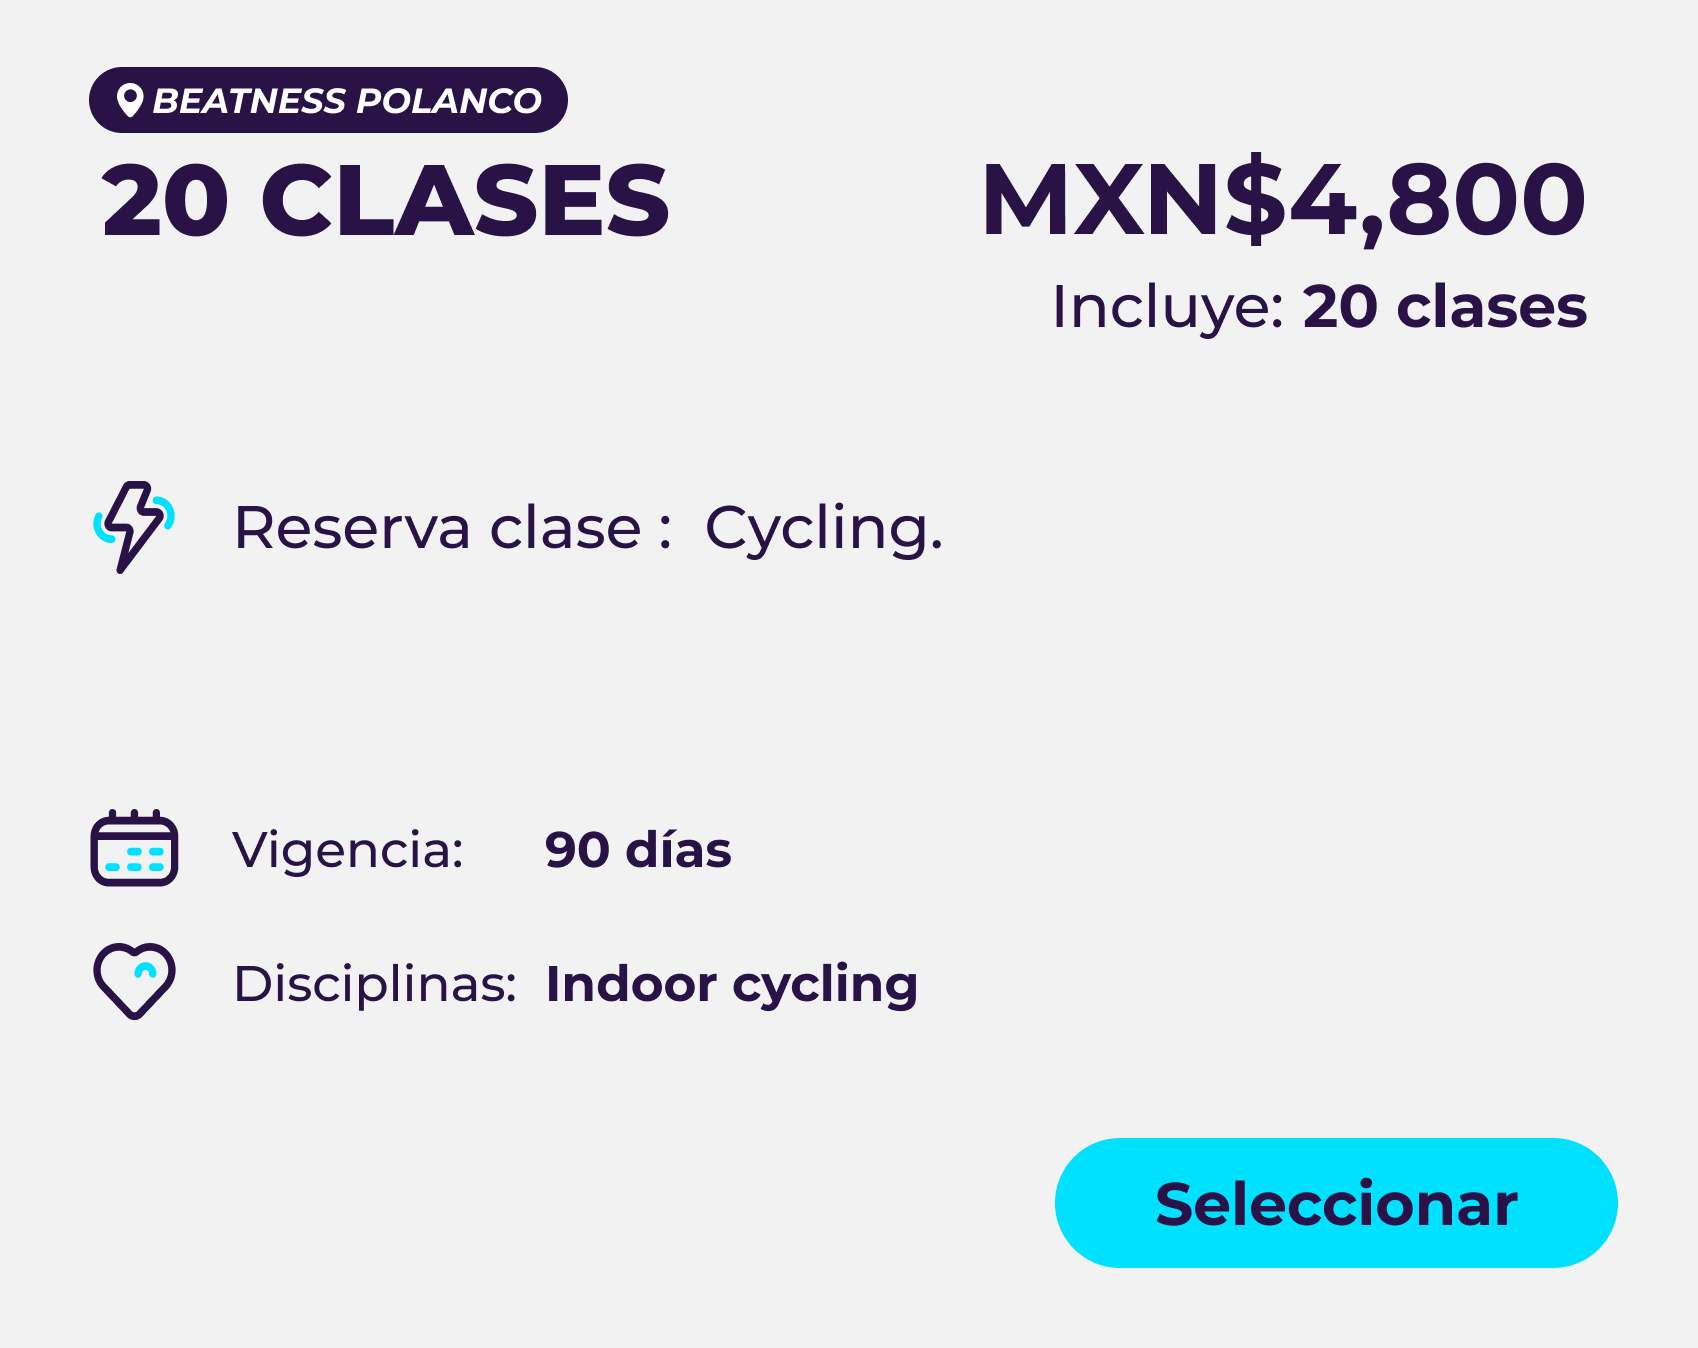 BEATNESS POLANCO
20 CLASES
MXN$4,800
Incluye: 20 clases
Reserva clase :  Cycling.
Vigencia: 90 días
Disciplinas: Indoor cycling
Seleccionar